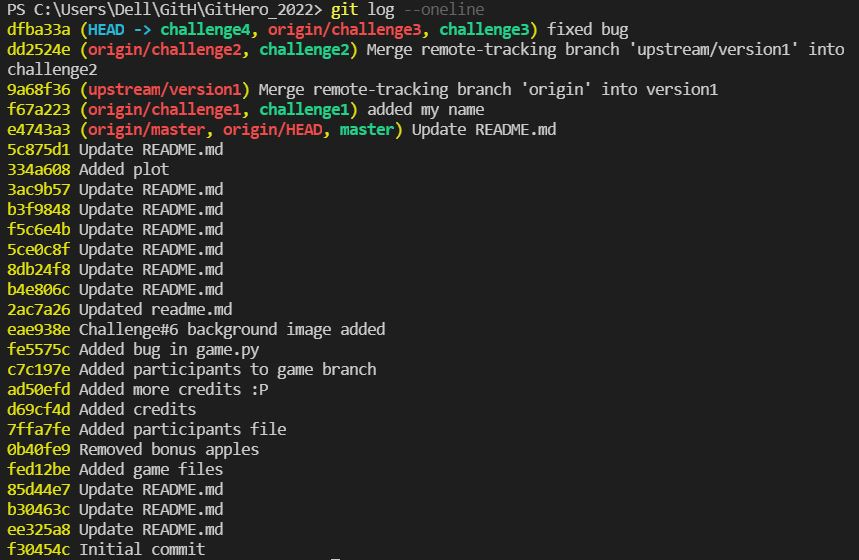 PS C:\Users\Dell\GitH\GitHero_2022> git log --oneline
dfba33a (HEAD -> challenge4, origin/challenge3, challenge3) fixed bug
dd2524e (origin/challenge2, challenge2) Merge remote-tracking branch 'upstream/version1' into
challenge2
9a68f36 (upstream/version1) Merge remote-tracking branch 'origin' into version1
f67a223 (origin/challenge1, challenge1) added my name
e4743a3 (origin/master, origin/HEAD, master) Update README.md
5c875d1 Update README.md
334a608 Added plot
3ac9b57 Update README.md
b3f9848 Update README.md
f5c6e4b Update README.md
5ce0c8f Update README.md
8db24f8 Update README.md
b4e806c Update README.md
2ac7a26 Updated readme.md
eae938e Challenge#6 background image added
fe5575c Added bug in game.py
c7c197e Added participants to game branch
ad50efd Added more credits :P
d69cf4d Added credits
7ffa7fe Added participants file
0b40fe9 Removed bonus apples
fed12be Added game files
85d44e7 Update README.md
b30463c Update README.md
ee325a8 Update README.md
f30454c Initial commit